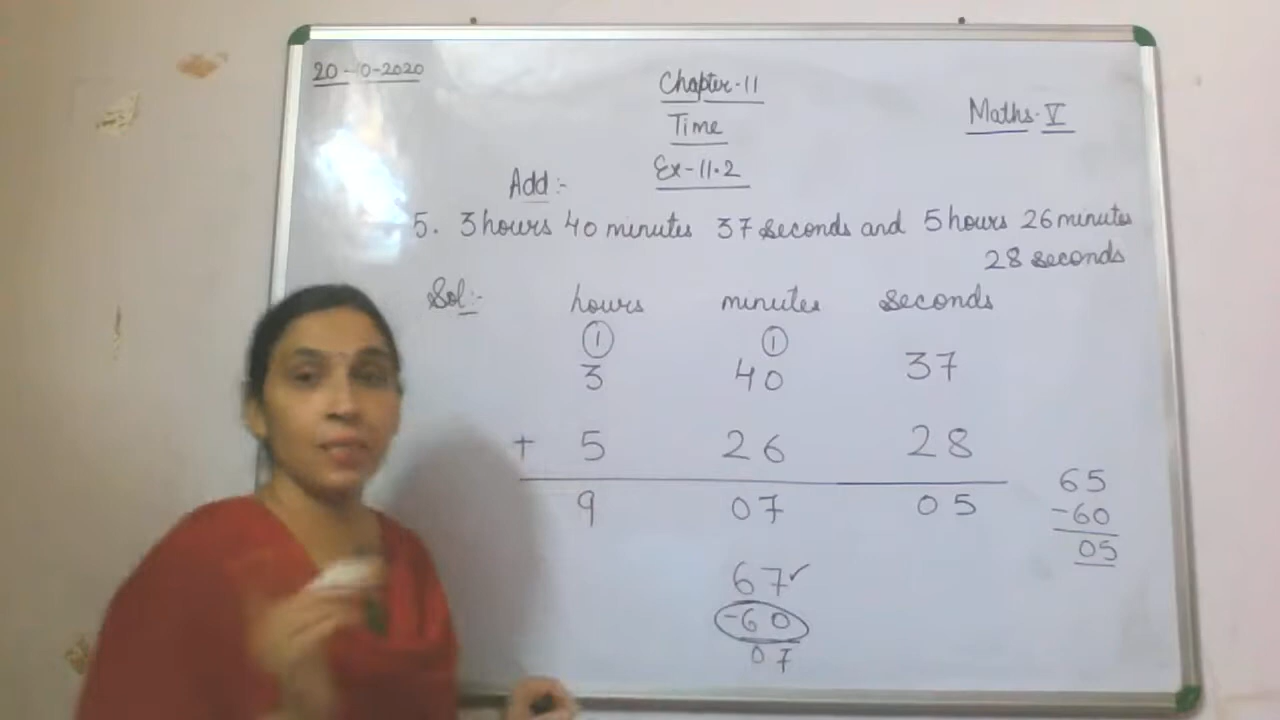 20-10-2020
Chapter-11
Maths-V
Time
Ex-11.2
Add:-
5. 3 hours 40 minutes 37 seconds and 5 hours 26 minutes
28 seconds
Sol:- hours minutes seconds
1 1
3 40 37
+ 5 26 28
9 07 05
65
-60
05
67✓
-60
07